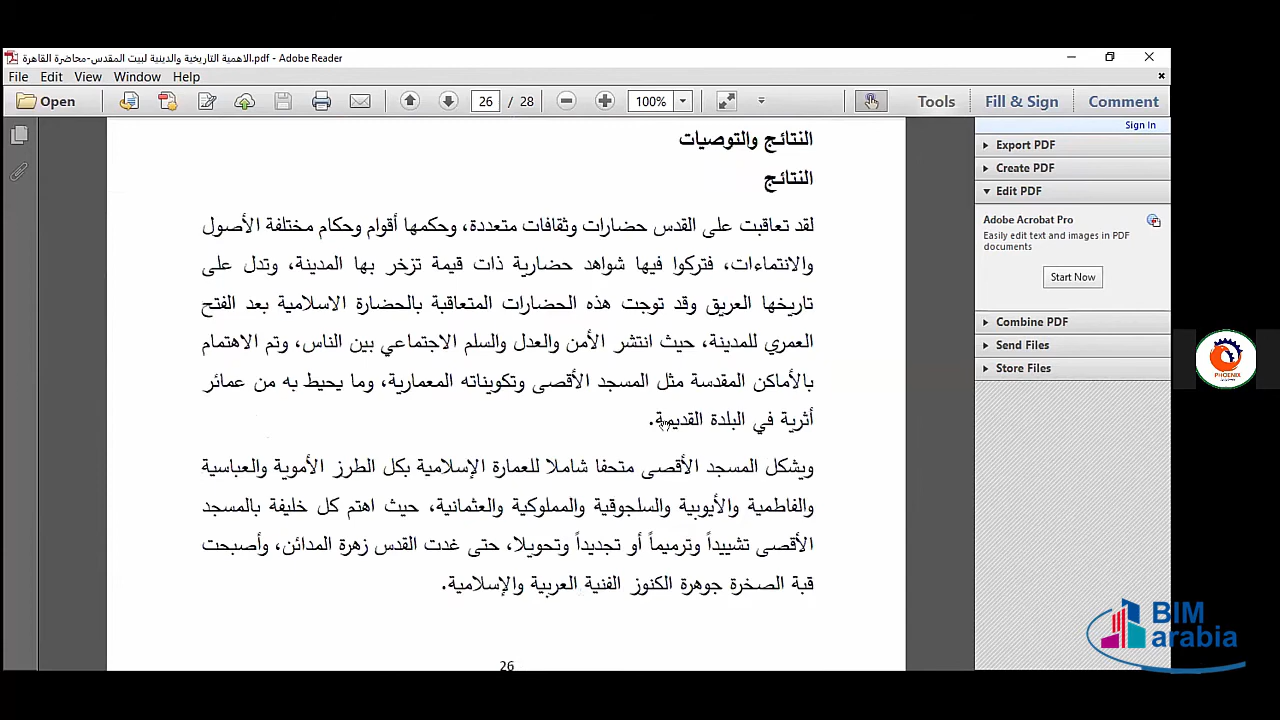 الاهمية التاريخية والدينية لبيت المقدس-محاضرة القاهرة.pdf - Adobe Reader
File Edit View Window Help
Open 26 / 28 100% Tools Fill & Sign Comment
Sign In
Export PDF
Create PDF
Edit PDF
Adobe Acrobat Pro
Easily edit text and images in PDF
documents
Start Now
Combine PDF
Send Files
Store Files
النتائج والتوصيات
النتائج
لقد تعاقبت على القدس حضارات وثقافات متعددة، وحكمها أقوام وحكام مختلفة الأصول
والانتماءات، فتركوا فيها شواهد حضارية ذات قيمة تزخر بها المدينة، وتدل على
تاريخها العريق وقد توجت هذه الحضارات المتعاقبة بالحضارة الاسلامية بعد الفتح
العمري للمدينة، حيث انتشر الأمن والعدل والسلم الاجتماعي بين الناس، وتم الاهتمام
بالأماكن المقدسة مثل المسجد الأقصى وتكويناته المعمارية، وما يحيط به من عمائر
أثرية في البلدة القديمة.
ويشكل المسجد الأقصى متحفا شاملا للعمارة الإسلامية بكل الطرز الأموية والعباسية
والفاطمية والأيوبية والسلجوقية والمملوكية والعثمانية، حيث اهتم كل خليفة بالمسجد
الأقصى تشييداً وترميماً أو تجديداً وتحويلا، حتى غدت القدس زهرة المدائن، وأصبحت
قبة الصخرة جوهرة الكنوز الفنية العربية والإسلامية.
26
PHOENIX
BIM
arabia